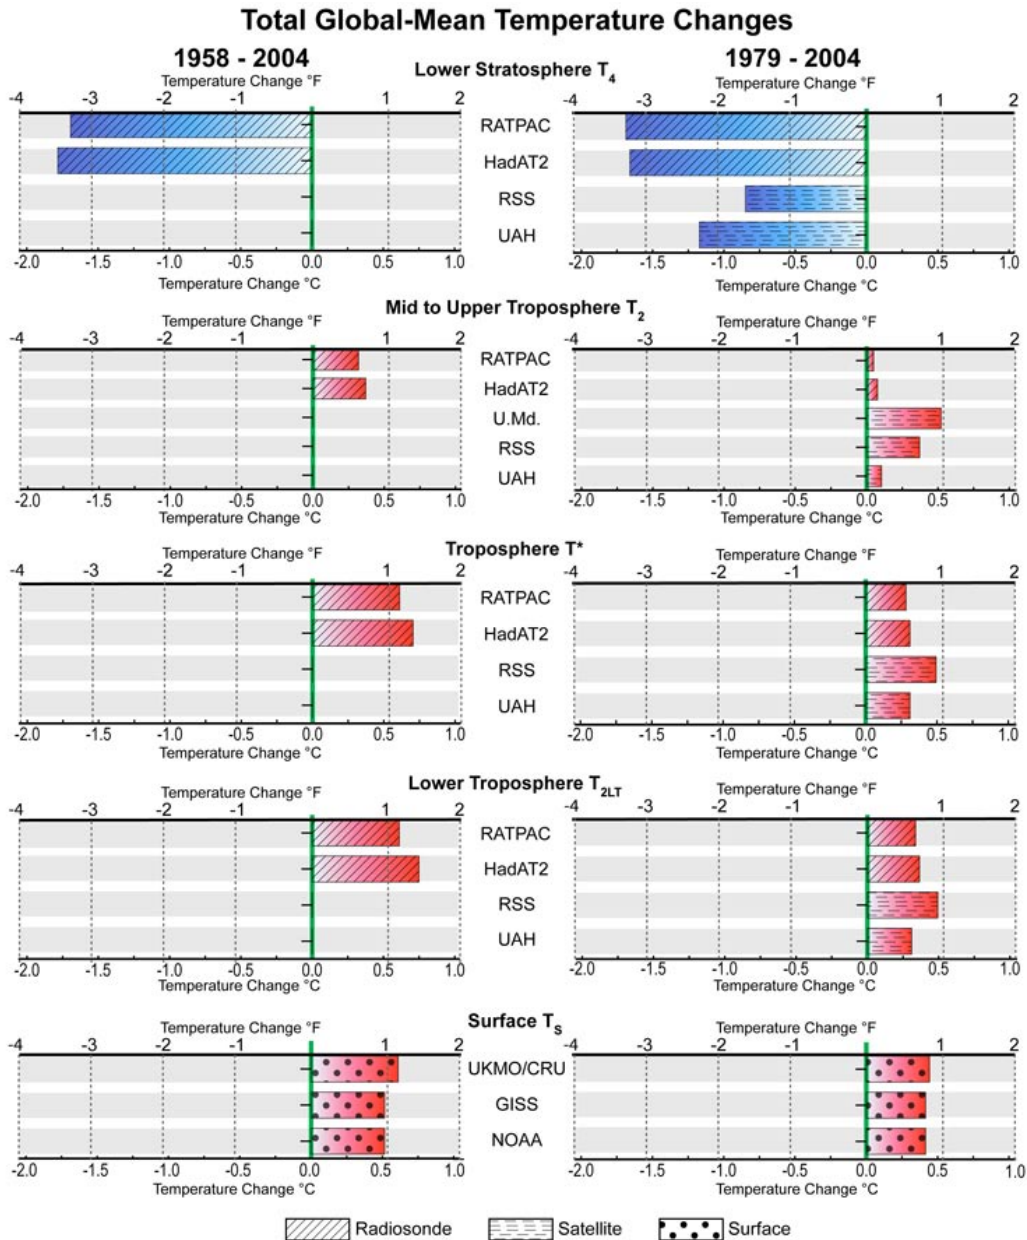 Total Global-Mean Temperature Changes
1958 - 2004 1979 - 2004
Lower Stratosphere T4
Temperature Change °F Temperature Change °F
-4 -3 -2 -1 0 1 2 -4 -3 -2 -1 0 1 2
RATPAC
HadAT2
RSS
UAH
-2.0 -1.5 -1.0 -0.5 0.0 0.5 1.0 -2.0 -1.5 -1.0 -0.5 0.0 0.5 1.0
Temperature Change °C Temperature Change °C
Mid to Upper Troposphere T2
Temperature Change °F Temperature Change °F
-4 -3 -2 -1 0 1 2 -4 -3 -2 -1 0 1 2
RATPAC
HadAT2
U.Md.
RSS
UAH
-2.0 -1.5 -1.0 -0.5 0.0 0.5 1.0 -2.0 -1.5 -1.0 -0.5 0.0 0.5 1.0
Temperature Change °C Temperature Change °C
Troposphere T*
Temperature Change °F Temperature Change °F
-4 -3 -2 -1 0 1 2 -4 -3 -2 -1 0 1 2
RATPAC
HadAT2
RSS
UAH
-2.0 -1.5 -1.0 -0.5 0.0 0.5 1.0 -2.0 -1.5 -1.0 -0.5 0.0 0.5 1.0
Temperature Change °C Temperature Change °C
Lower Troposphere T2LT
Temperature Change °F Temperature Change °F
-4 -3 -2 -1 0 1 2 -4 -3 -2 -1 0 1 2
RATPAC
HadAT2
RSS
UAH
-2.0 -1.5 -1.0 -0.5 0.0 0.5 1.0 -2.0 -1.5 -1.0 -0.5 0.0 0.5 1.0
Temperature Change °C Temperature Change °C
Surface TS
Temperature Change °F Temperature Change °F
-4 -3 -2 -1 0 1 2 -4 -3 -2 -1 0 1 2
UKMO/CRU
GISS
NOAA
-2.0 -1.5 -1.0 -0.5 0.0 0.5 1.0 -2.0 -1.5 -1.0 -0.5 0.0 0.5 1.0
Temperature Change °C Temperature Change °C
Radiosonde Satellite Surface